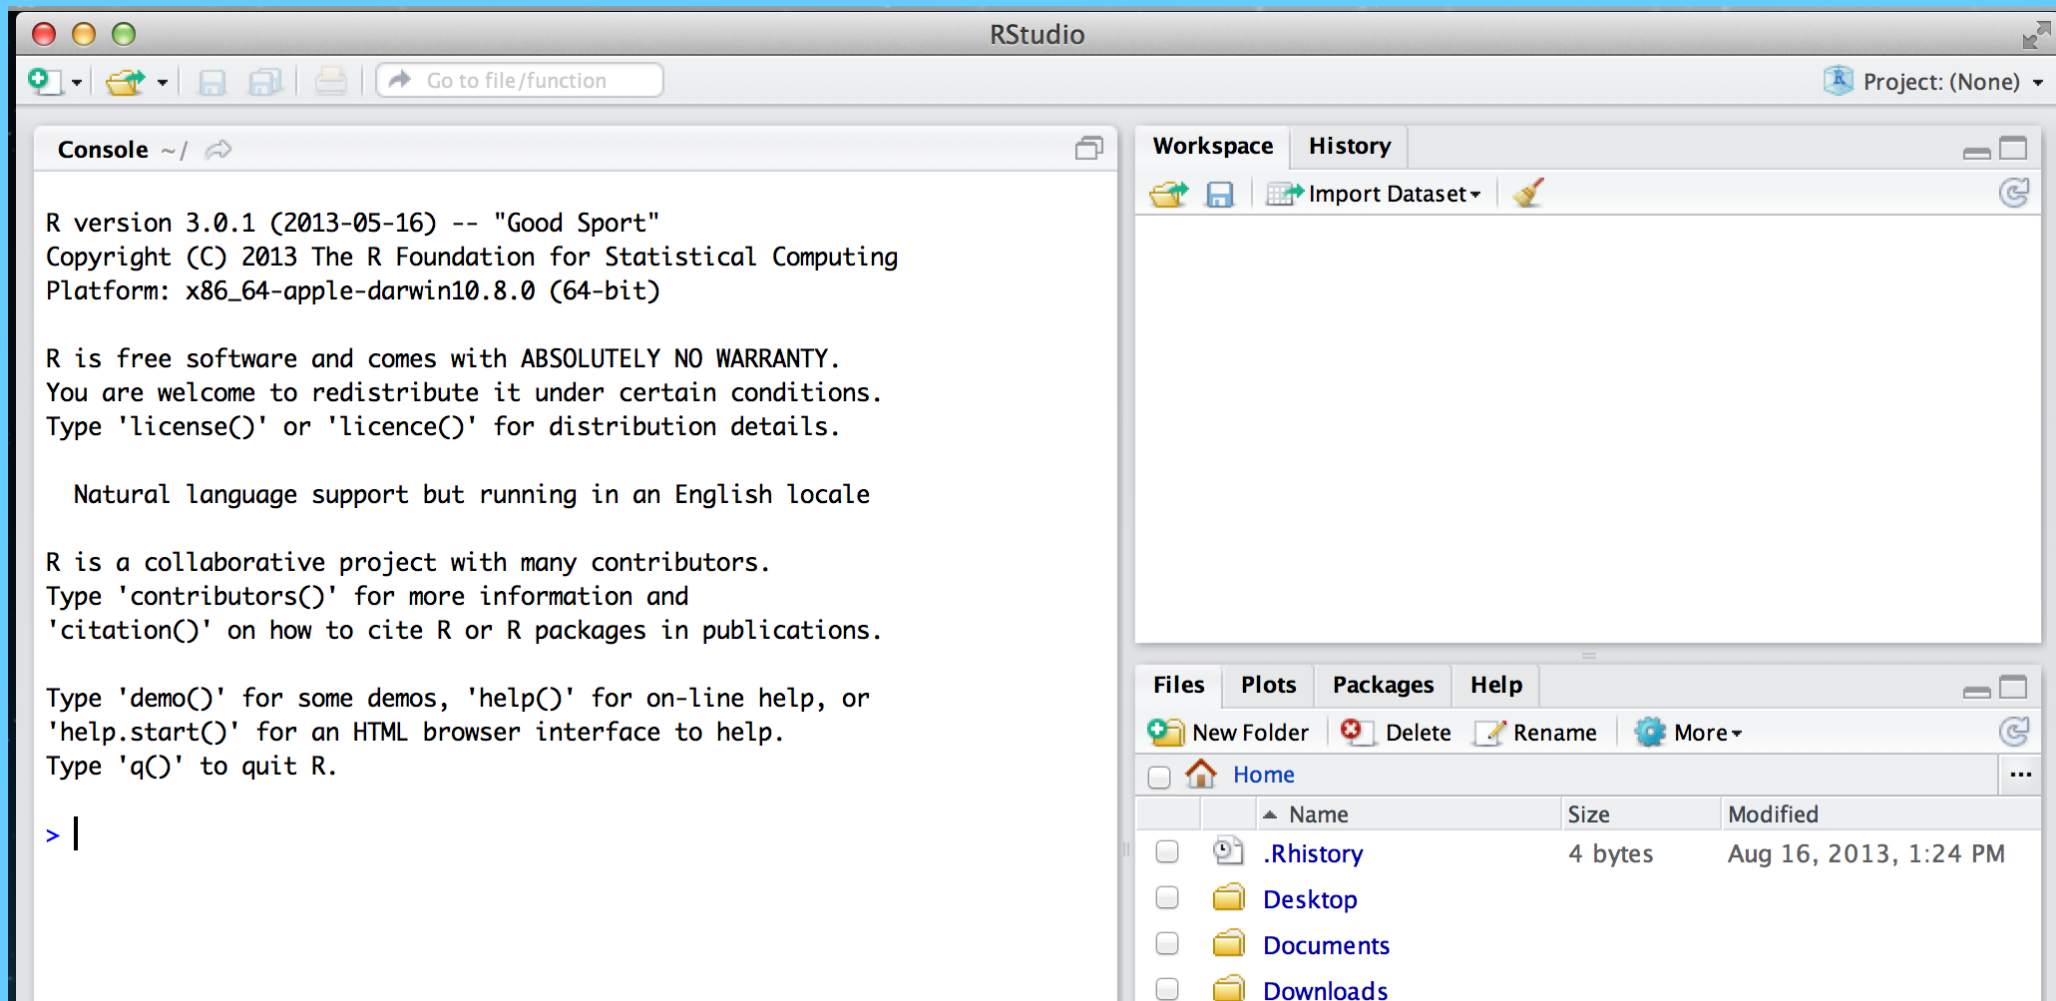 RStudio
Go to file/function
Project: (None)
Console ~/
R version 3.0.1 (2013-05-16) -- "Good Sport"
Copyright (C) 2013 The R Foundation for Statistical Computing
Platform: x86_64-apple-darwin10.8.0 (64-bit)
R is free software and comes with ABSOLUTELY NO WARRANTY.
You are welcome to redistribute it under certain conditions.
Type 'license()' or 'licence()' for distribution details.
Natural language support but running in an English locale
R is a collaborative project with many contributors.
Type 'contributors()' for more information and
'citation()' on how to cite R or R packages in publications.
Type 'demo()' for some demos, 'help()' for on-line help, or
'help.start()' for an HTML browser interface to help.
Type 'q()' to quit R.
>
Workspace History
Import Dataset
Files Plots Packages Help
New Folder Delete Rename More
Home ...
Name Size Modified
.Rhistory 4 bytes Aug 16, 2013, 1:24 PM
Desktop
Documents
Downloads